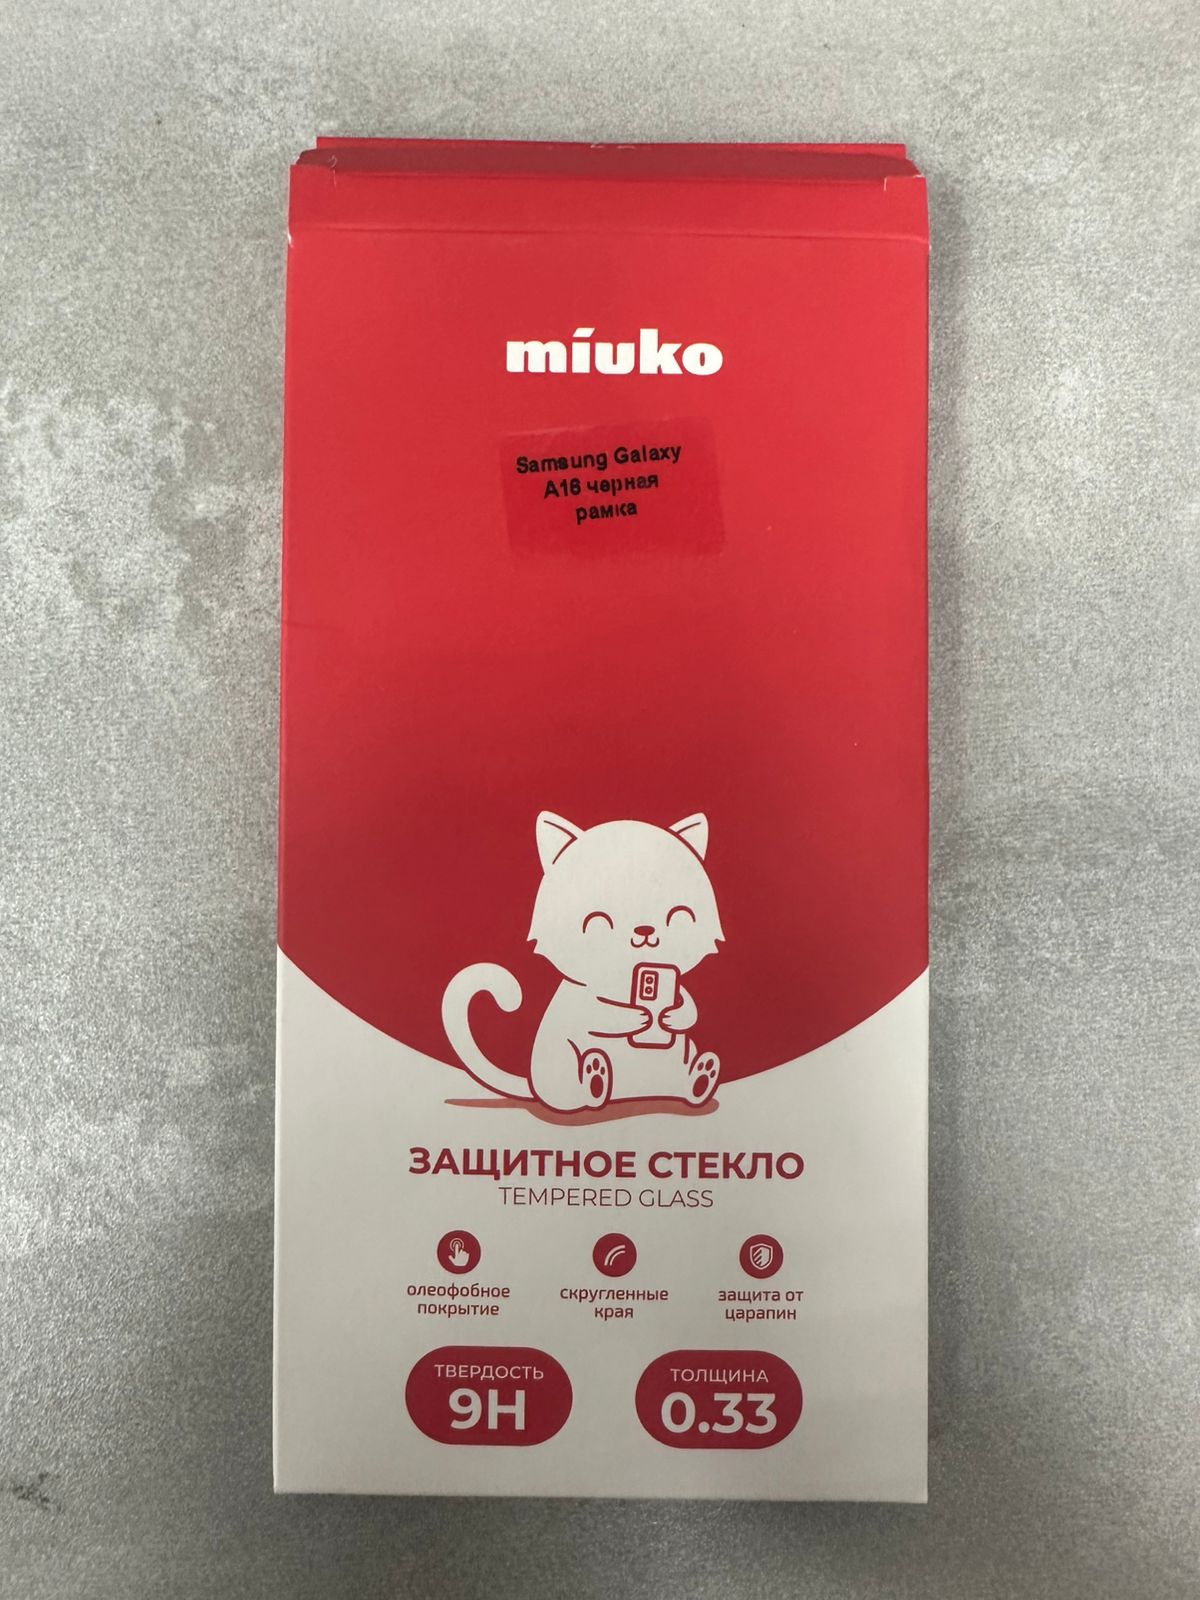 míuko
Samsung Galaxy
A16 черная
рамка
ЗАЩИТНОЕ СТЕКЛО
TEMPERED GLASS
олеофобное
покрытие
скругленные
края
защита от
царапин
ТВЕРДОСТЬ
9H
ТОЛЩИНА
0.33